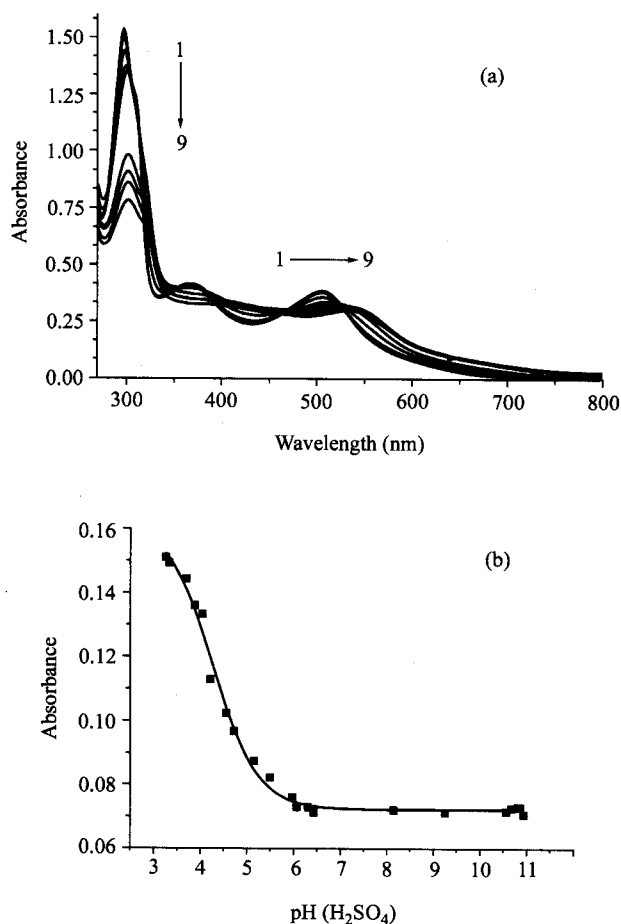 1.50
1.25
1.00
0.75
0.50
0.25
0.00
Absorbance
(a)
1
9
1 9
300 400 500 600 700 800
Wavelength (nm)
0.16
0.14
0.12
0.10
0.08
0.06
Absorbance
(b)
3 4 5 6 7 8 9 10 11
pH (H₂SO₄)